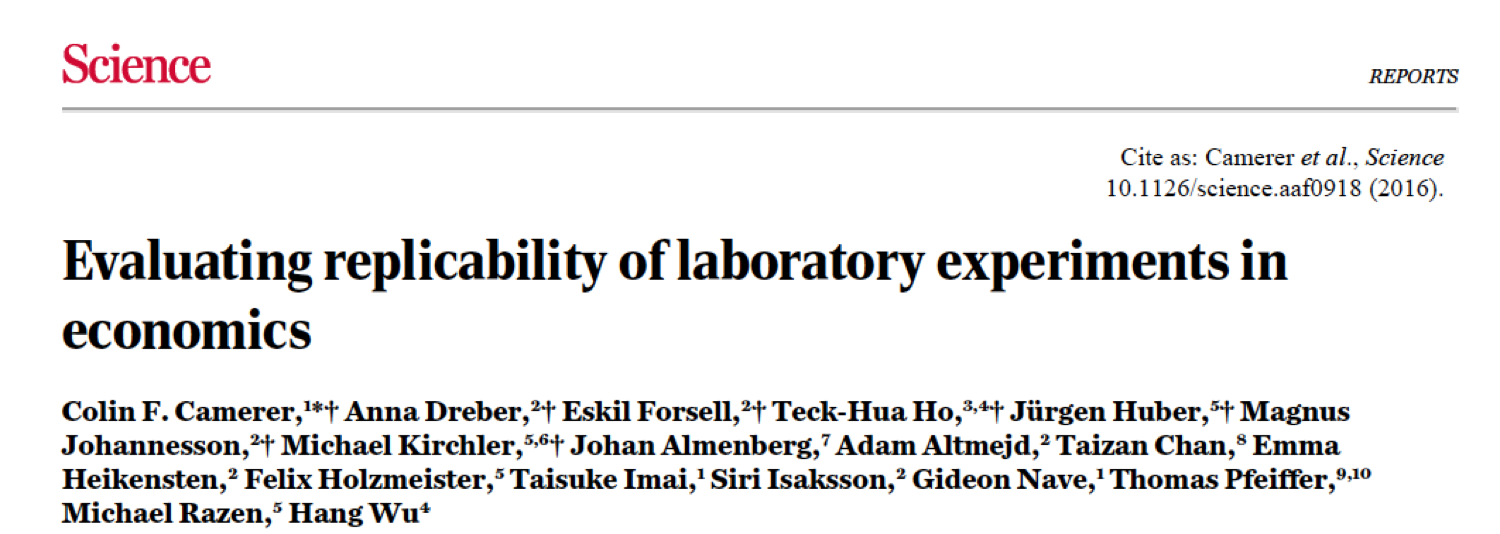 Science
REPORTS
Cite as: Camerer et al., Science
10.1126/science.aaf0918 (2016).
Evaluating replicability of laboratory experiments in
economics
Colin F. Camerer,¹*† Anna Dreber,²† Eskil Forsell,²† Teck-Hua Ho,³,⁴† Jürgen Huber,⁵† Magnus
Johannesson,²† Michael Kirchler,⁵,⁶† Johan Almenberg,⁷ Adam Altmejd,² Taizan Chan,⁸ Emma
Heikensten,² Felix Holzmeister,⁵ Taisuke Imai,¹ Siri Isaksson,² Gideon Nave,¹ Thomas Pfeiffer,⁹,¹⁰
Michael Razen,⁵ Hang Wu⁴